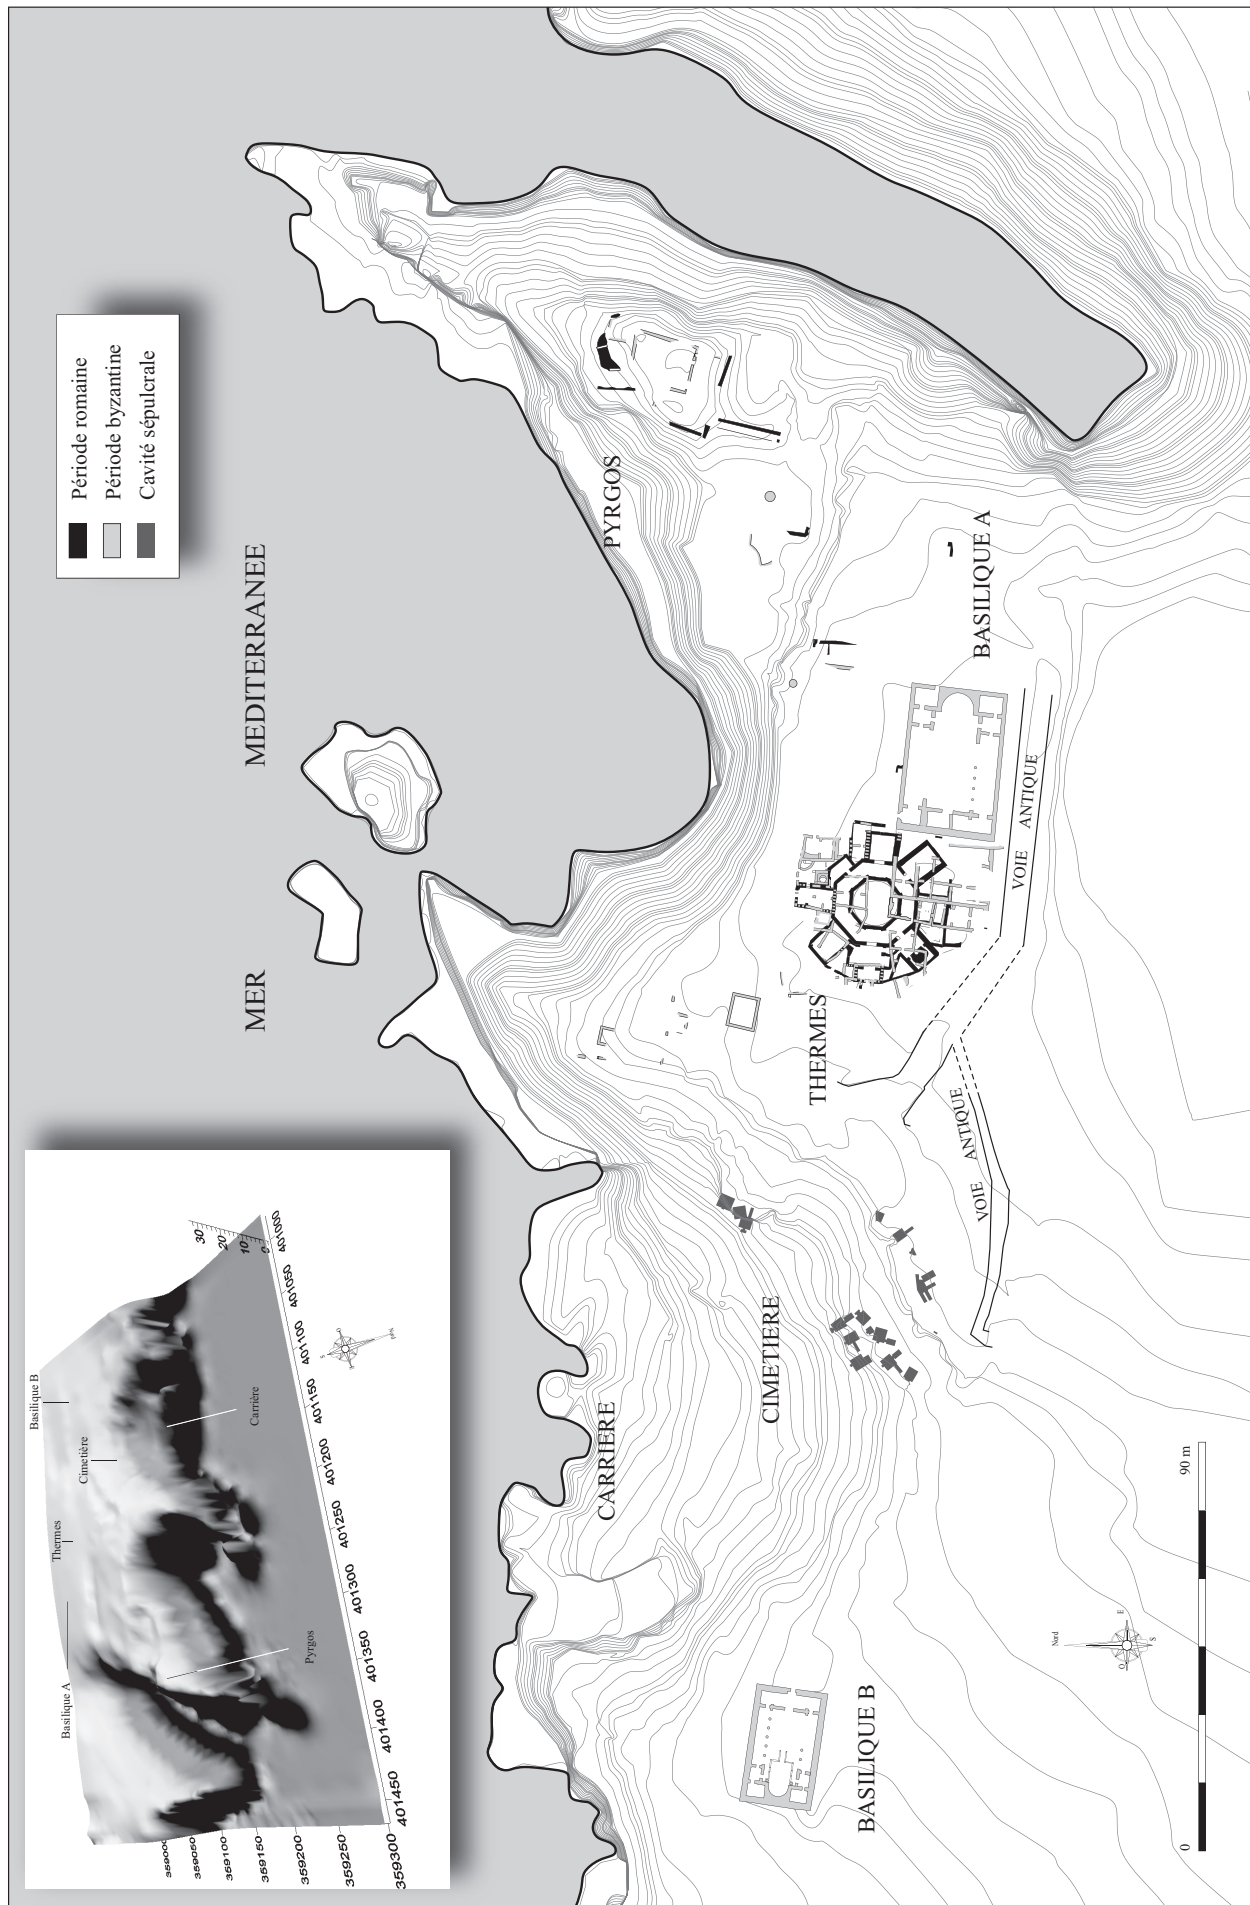 Période romaine
Période byzantine
Cavité sépulcrale
MER MEDITERRANEE
PYRGOS
BASILIQUE A
THERMES
VOIE ANTIQUE
VOIE ANTIQUE
CIMETIERE
CARRIERE
BASILIQUE B
0 90 m
Nord
E
S
O
Basilique A
Thermes
Cimetière
Basilique B
Pyrgos
Carrière
30
20
10
0
359000
359050
359100
359150
359200
359250
359300
401450
401400
401350
401300
401250
401200
401150
401100
401050
401000